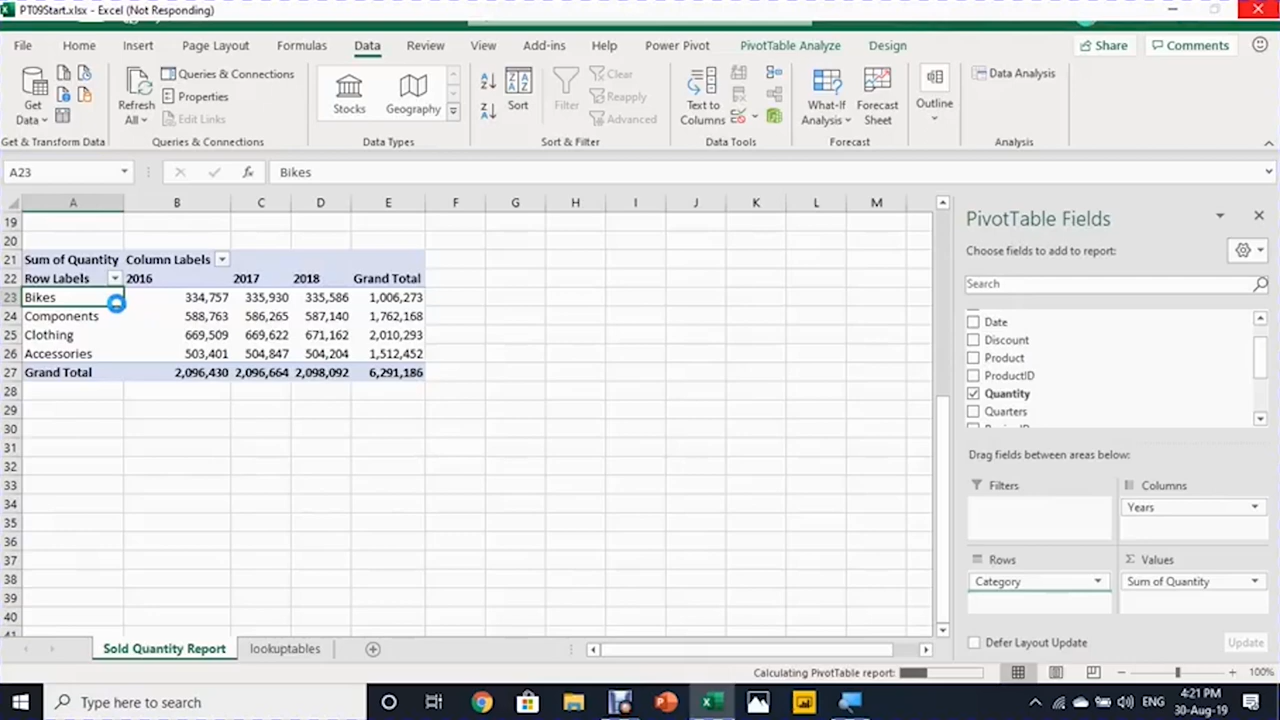 PT09Start.xlsx - Excel (Not Responding)
File Home Insert Page Layout Formulas Data Review View Add-ins Help Power Pivot PivotTable Analyze Design Share Comments
Get Data
Refresh All
Queries & Connections
Properties
Edit Links
Stocks
Geography
Sort
Filter
Clear
Reapply
Advanced
Text to Columns
What-If Analysis
Forecast Sheet
Outline
Data Analysis
Get & Transform Data Queries & Connections Data Types Sort & Filter Data Tools Forecast Analysis
A23 fx Bikes
A B C D E F G H I J K L M
19
20
21 Sum of Quantity Column Labels
22 Row Labels 2016 2017 2018 Grand Total
23 Bikes 334,757 335,930 335,586 1,006,273
24 Components 588,763 586,265 587,140 1,762,168
25 Clothing 669,509 669,622 671,162 2,010,293
26 Accessories 503,401 504,847 504,204 1,512,452
27 Grand Total 2,096,430 2,096,664 2,098,092 6,291,186
28
29
30
31
32
33
34
35
36
37
38
39
40
PivotTable Fields
Choose fields to add to report:
Search
Date
Discount
Product
ProductID
Quantity
Quarters
Drag fields between areas below:
Filters
Columns
Years
Rows
Values
Category
Sum of Quantity
Defer Layout Update
Update
Sold Quantity Report lookuptables
Calculating PivotTable report:
100%
Type here to search
ENG
4:21 PM
30-Aug-19